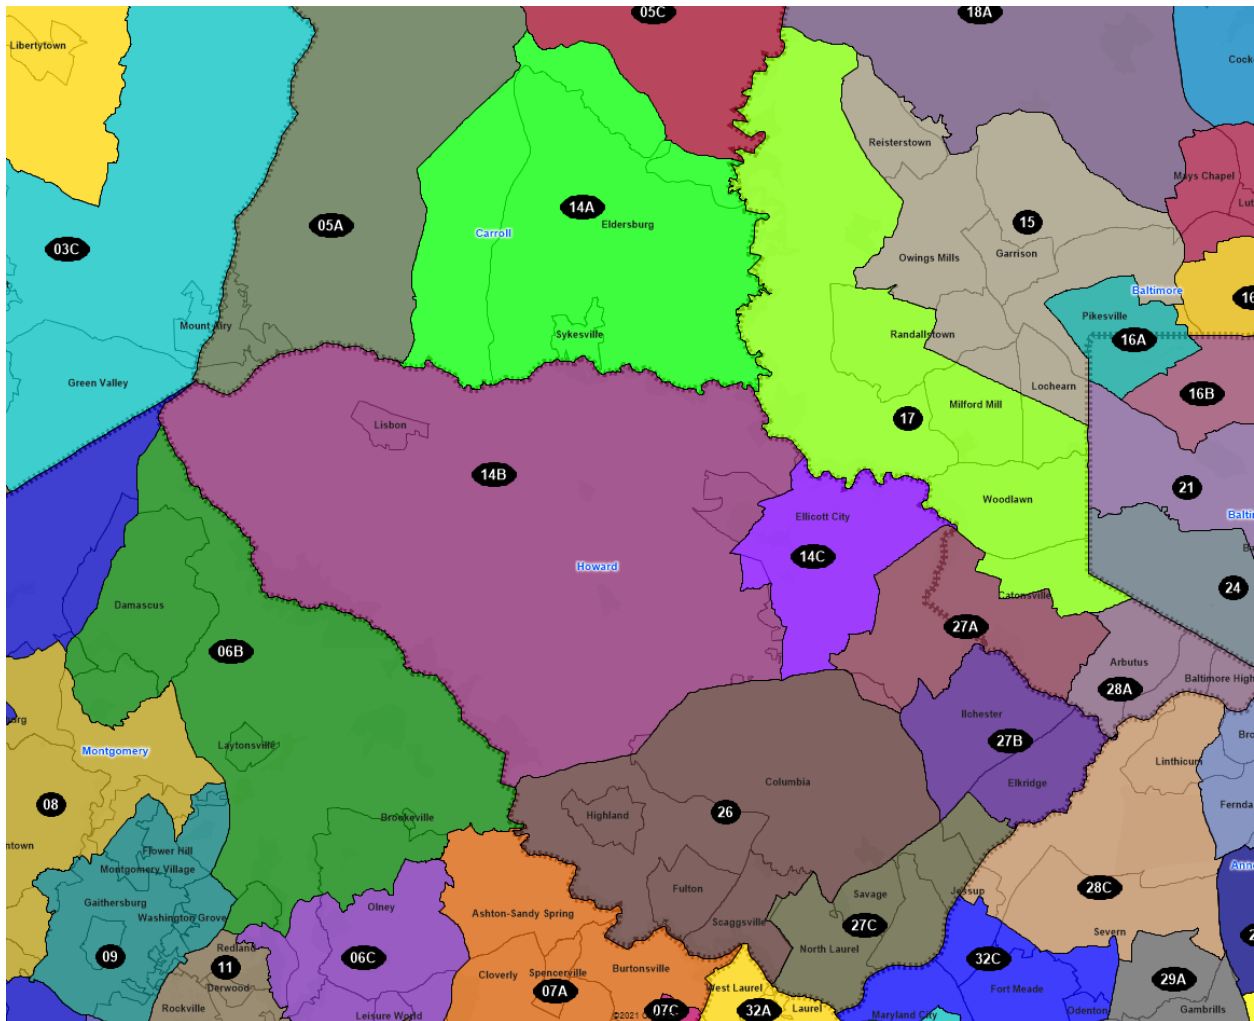 05C
18A
Libertytown
Cock
Reisterstown
Mays Chapel
Lut
14A
05A
Eldersburg
15
Carroll
03C
Garrison
Owings Mills
Baltimore
16
Pikesville
Mount Airy
Sykesville
Randallstown
16A
Green Valley
Lochearn
16B
Milford Mill
17
Lisbon
14B
21
Woodlawn
Ellicott City
Baltin
14C
Howard
24
Catonsville
Damascus
27A
06B
Arbutus
Baltimore High
28A
Ilchester
27B
Laytonsville
Montgomery
Linthicum
Columbia
Elkridge
08
Highland
26
Fernda
Brookeville
ntown
Flower Hill
Montgomery Village
Jessup
28C
Fulton
Savage
Gaithersburg
Olney
Ashton-Sandy Spring
Washington Grove
Scaggsville
27C
Severn
Redland
North Laurel
09
11
06C
32C
Cloverly
Spencerville
Burtonsville
29A
Derwood
07A
West Laurel
Fort Meade
Rockville
07C
32A
Laurel
Odenton
Gambrills
Leisure World
©2021
Maryland City